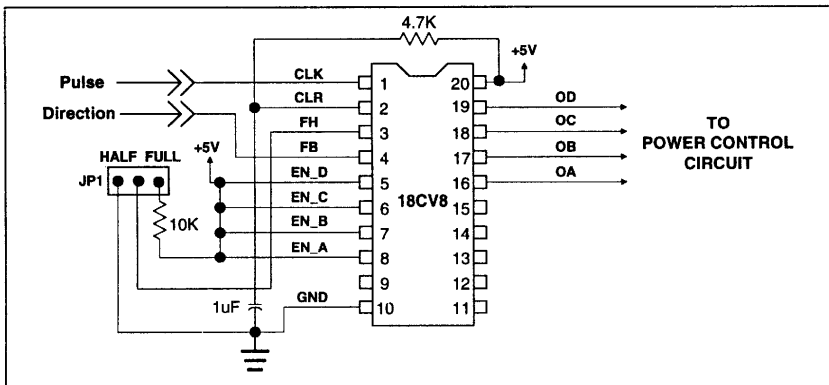 4.7K
+5V
Pulse
CLK
1
20
Direction
CLR
2
19
OD
FH
3
18
OC
TO
POWER CONTROL
CIRCUIT
+5V
FB
4
17
OB
HALF FULL
JP1
EN_D
5
16
OA
EN_C
6
18CV8
15
10K
EN_B
7
14
EN_A
8
13
9
12
1uF
GND
10
11